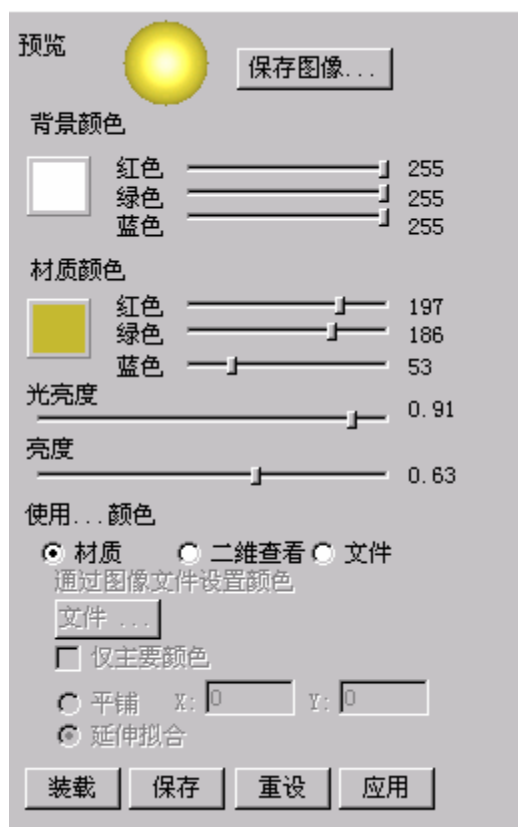 预览
保存图像...
背景颜色
红色 255
绿色 255
蓝色 255
材质颜色
红色 197
绿色 186
蓝色 53
光亮度 0.91
亮度 0.63
使用...颜色
材质 二维查看 文件
通过图像文件设置颜色
文件 ...
仅主要颜色
平铺 X: 0 Y: 0
延伸拟合
装载 保存 重设 应用